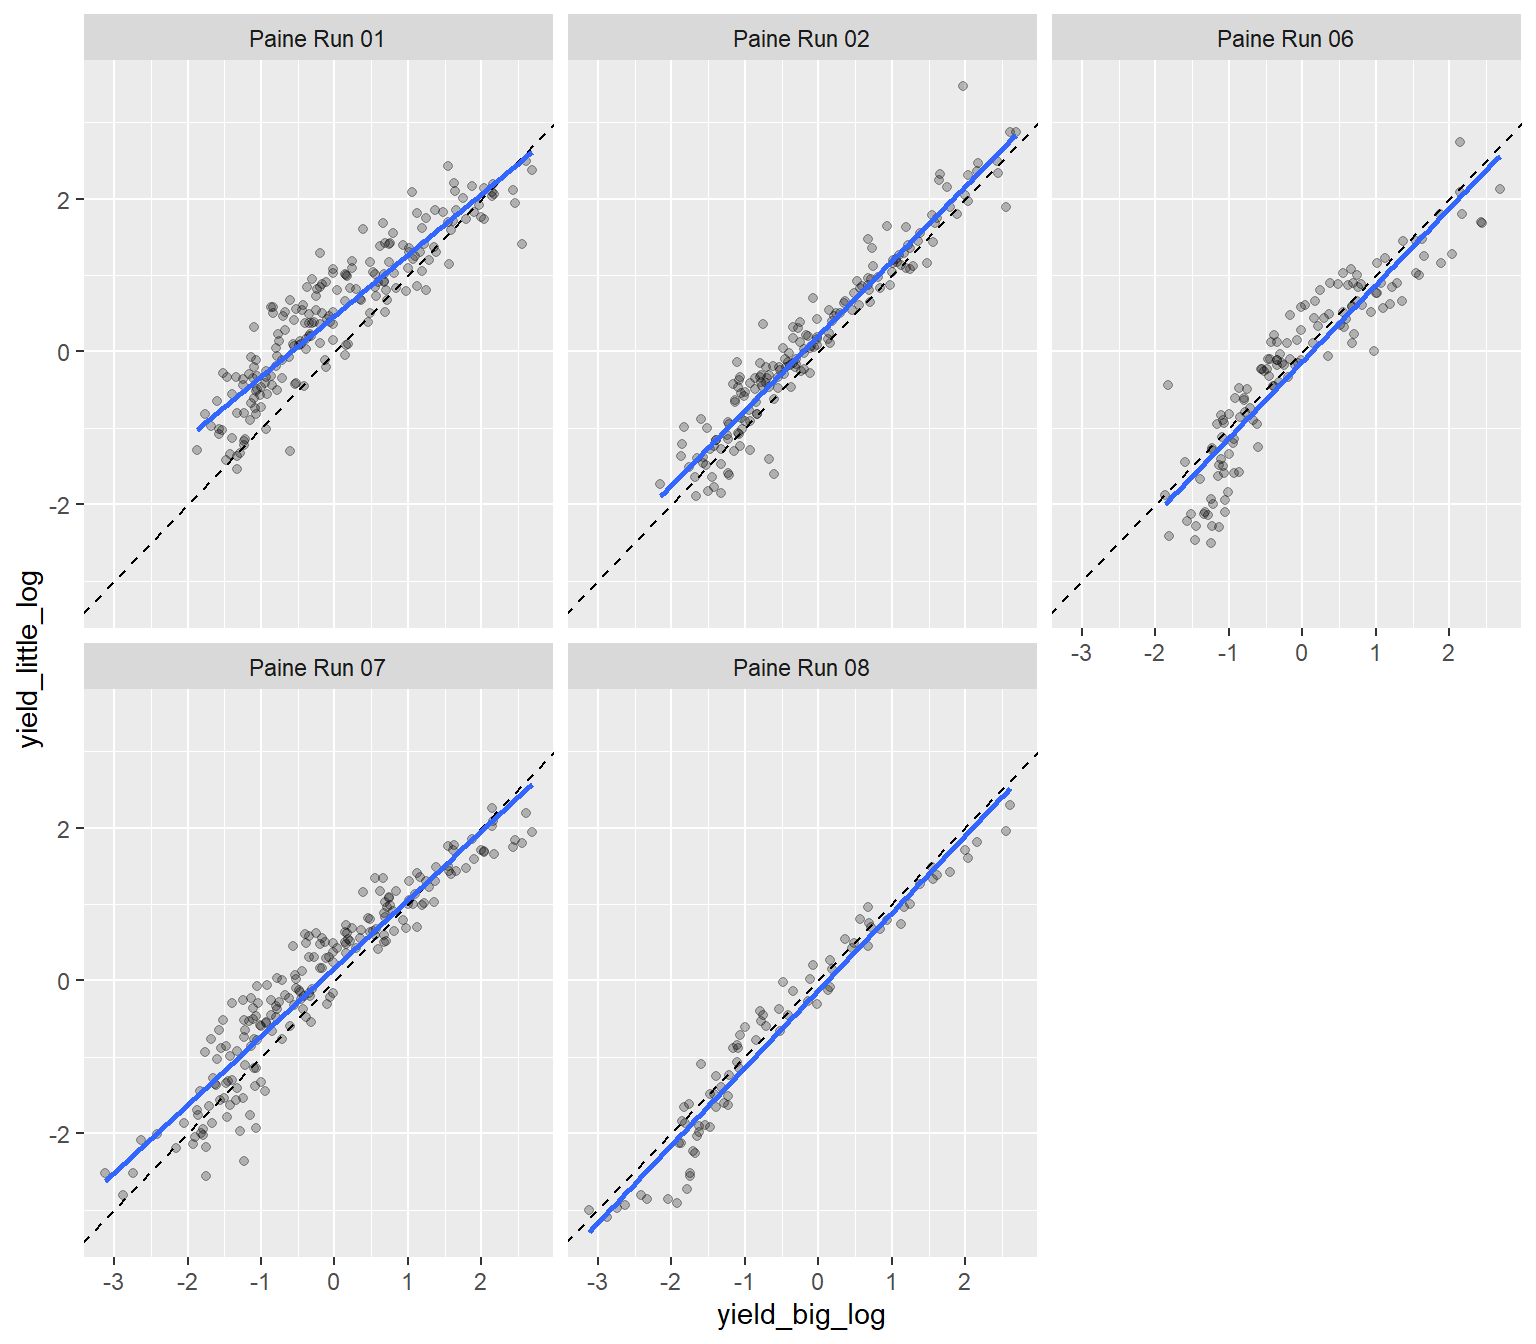 Paine Run 01 Paine Run 02 Paine Run 06
2
0
-2
-3 -2 -1 0 1 2
Paine Run 07 Paine Run 08
2
0
-2
-3 -2 -1 0 1 2 -3 -2 -1 0 1 2
yield_little_log
yield_big_log